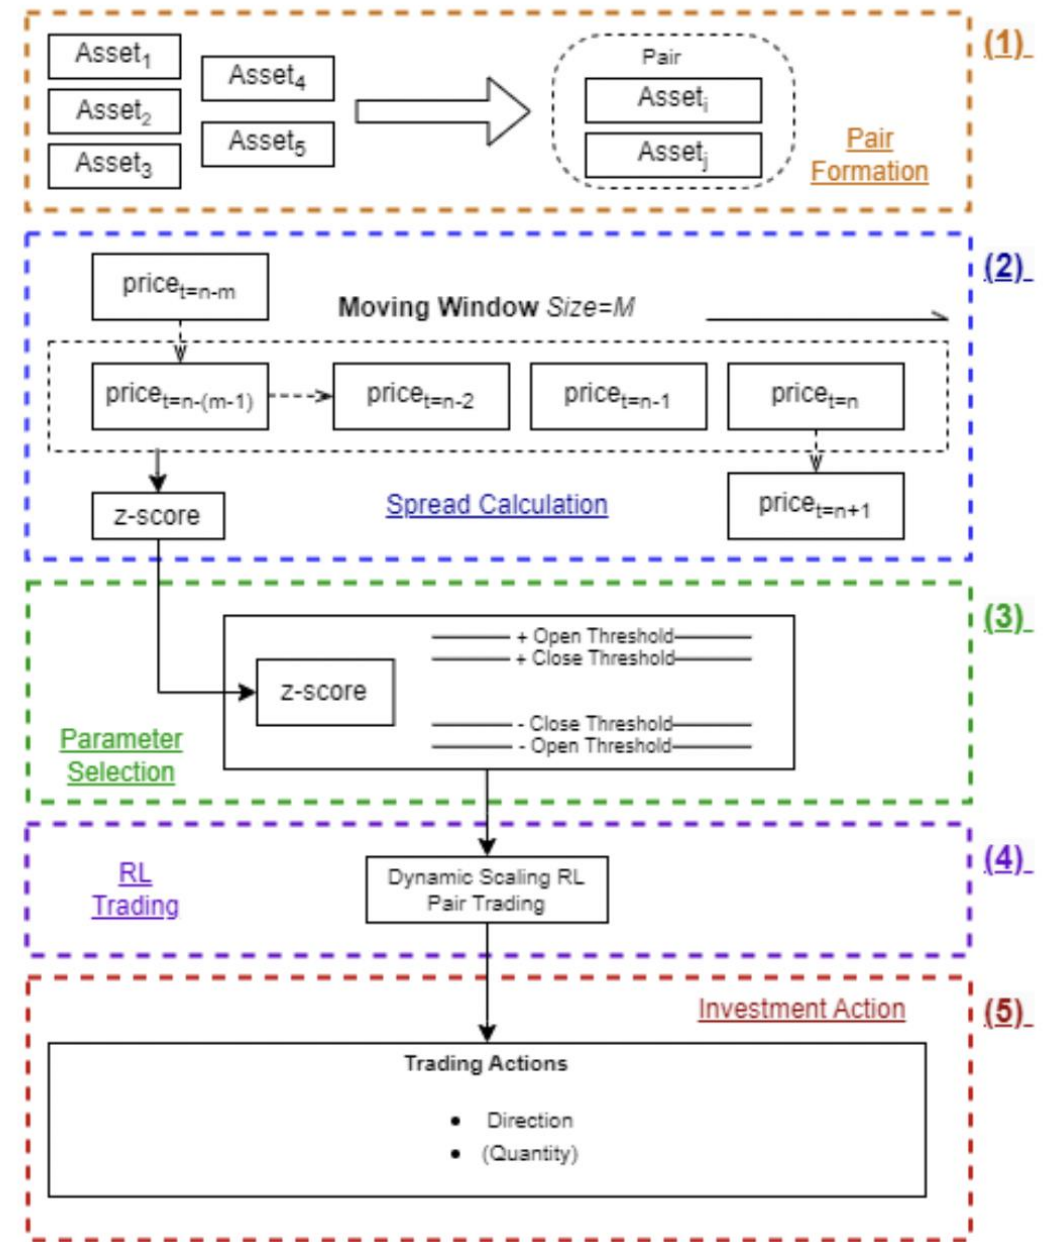 (1)
Asset1
Asset2
Asset3
Asset4
Asset5
Pair
Asseti
Assetj
Pair
Formation
(2)
pricet=n-m
Moving Window Size=M
pricet=n-(m-1)
pricet=n-2
pricet=n-1
pricet=n
z-score
Spread Calculation
pricet=n+1
(3)
+ Open Threshold
+ Close Threshold
z-score
- Close Threshold
- Open Threshold
Parameter
Selection
(4)
RL
Trading
Dynamic Scaling RL
Pair Trading
(5)
Investment Action
Trading Actions
• Direction
• (Quantity)